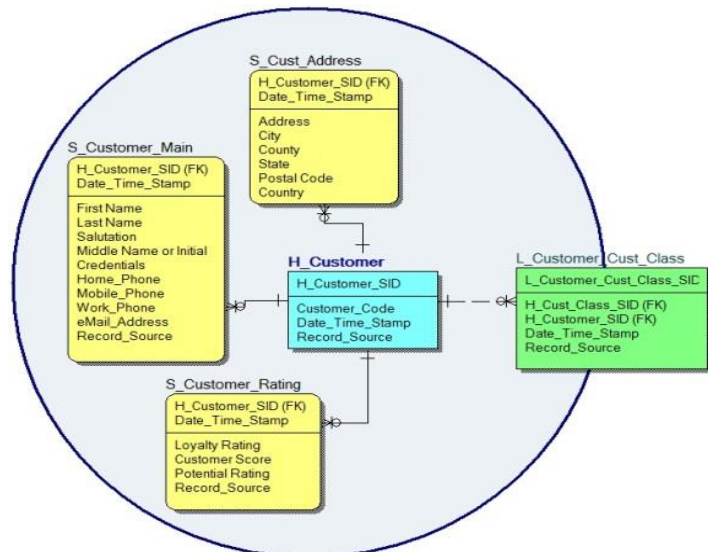 S_Cust_Address
H_Customer_SID (FK)
Date_Time_Stamp
Address
City
County
State
Postal Code
Country
S_Customer_Main
H_Customer_SID (FK)
Date_Time_Stamp
First Name
Last Name
Salutation
Middle Name or Initial
Credentials
Home_Phone
Mobile_Phone
Work_Phone
eMail_Address
Record_Source
H_Customer
H_Customer_SID
Customer_Code
Date_Time_Stamp
Record_Source
L_Customer_Cust_Class
L_Customer_Cust_Class_SID
H_Cust_Class_SID (FK)
H_Customer_SID (FK)
Date_Time_Stamp
Record_Source
S_Customer_Rating
H_Customer_SID (FK)
Date_Time_Stamp
Loyalty Rating
Customer Score
Potential Rating
Record_Source